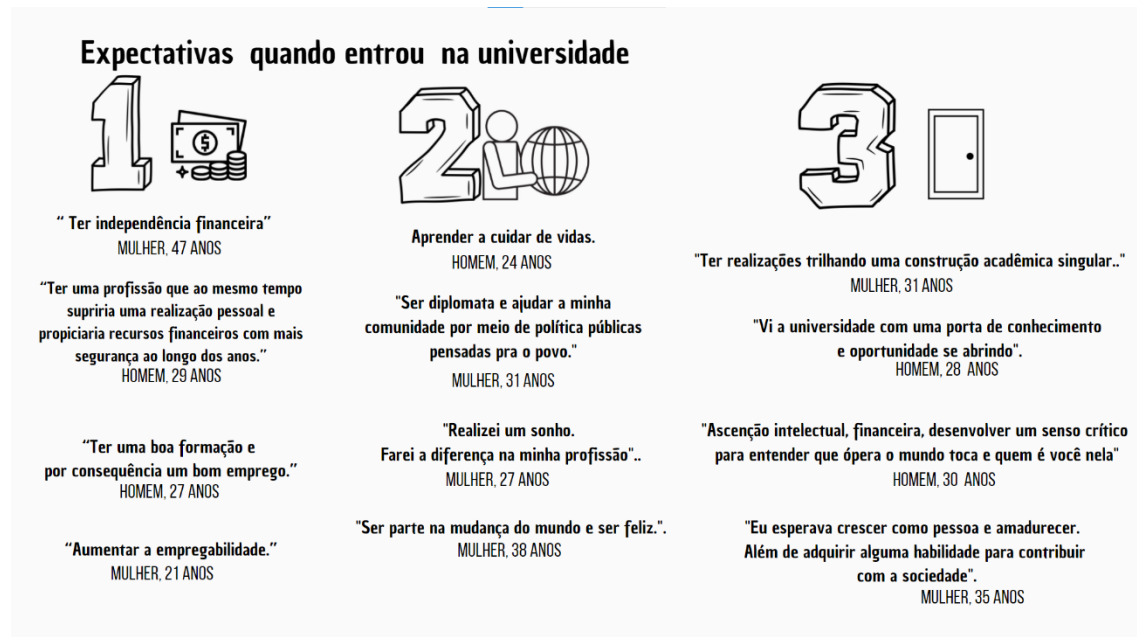 Expectativas quando entrou na universidade
1
$
“ Ter independência financeira”
MULHER, 47 ANOS
“Ter uma profissão que ao mesmo tempo
supriria uma realização pessoal e
propiciaria recursos financeiros com mais
segurança ao longo dos anos.”
HOMEM, 29 ANOS
“Ter uma boa formação e
por consequência um bom emprego.”
HOMEM, 27 ANOS
“Aumentar a empregabilidade.”
MULHER, 21 ANOS
2
Aprender a cuidar de vidas.
HOMEM, 24 ANOS
"Ser diplomata e ajudar a minha
comunidade por meio de política públicas
pensadas pra o povo."
MULHER, 31 ANOS
"Realizei um sonho.
Farei a diferença na minha profissão"..
MULHER, 27 ANOS
"Ser parte na mudança do mundo e ser feliz.".
MULHER, 38 ANOS
3
"Ter realizações trilhando uma construção acadêmica singular.."
MULHER, 31 ANOS
"Vi a universidade com uma porta de conhecimento
e oportunidade se abrindo".
HOMEM, 28 ANOS
"Ascenção intelectual, financeira, desenvolver um senso crítico
para entender que ópera o mundo toca e quem é você nela"
HOMEM, 30 ANOS
"Eu esperava crescer como pessoa e amadurecer.
Além de adquirir alguma habilidade para contribuir
com a sociedade".
MULHER, 35 ANOS